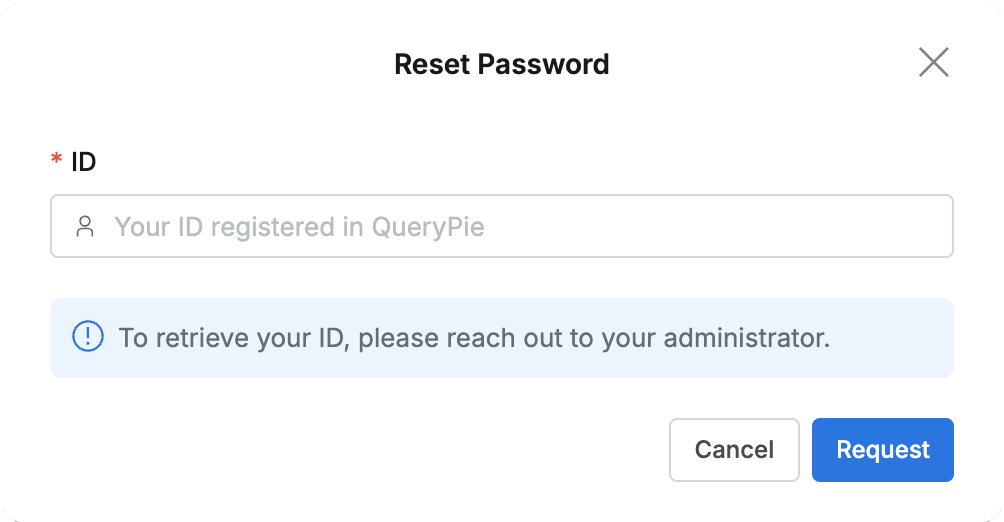 Reset Password
* ID
Your ID registered in QueryPie
To retrieve your ID, please reach out to your administrator.
Cancel
Request